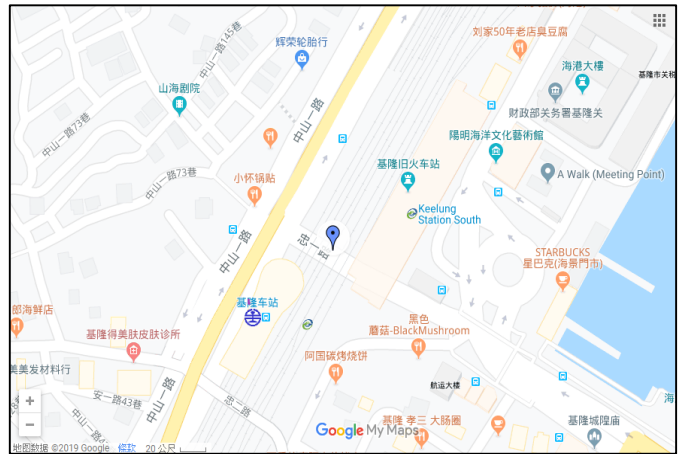 中山一路145巷
辉荣轮胎行
刘家50年老店臭豆腐
海港大樓
基隆市关税
山海剧院
中山一路
财政部关务署基隆关
中山一路73巷
陽明海洋文化藝術館
基隆旧火车站
A Walk (Meeting Point)
中山一路73巷
小怀锅贴
Keelung
Station South
中山一路
忠一路
STARBUCKS
星巴克(海景門市)
基隆车站
郎海鲜店
黑色
蘑菇-BlackMushroom
基隆得美肤皮肤诊所
阿国碳烤烧饼
美美发材料行
航运大楼
中山一路
安一路43巷
忠二路
基隆 孝三 大肠圈
基隆城隍庙
海
28巷
+
−
Google My Maps
地图数据 ©2019 Google 條款 20 公尺